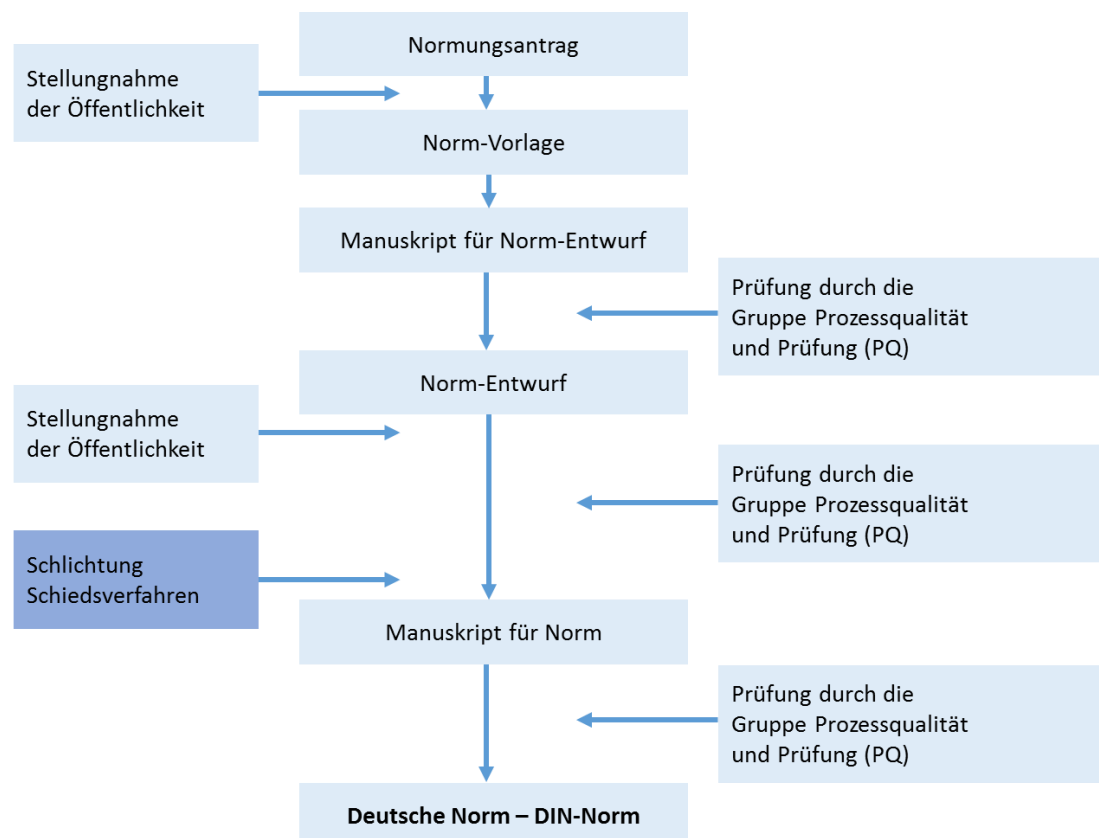 Normungsantrag
Stellungnahme
der Öffentlichkeit
Norm-Vorlage
Manuskript für Norm-Entwurf
Prüfung durch die
Gruppe Prozessqualität
und Prüfung (PQ)
Norm-Entwurf
Stellungnahme
der Öffentlichkeit
Prüfung durch die
Gruppe Prozessqualität
und Prüfung (PQ)
Schlichtung
Schiedsverfahren
Manuskript für Norm
Prüfung durch die
Gruppe Prozessqualität
und Prüfung (PQ)
Deutsche Norm – DIN-Norm